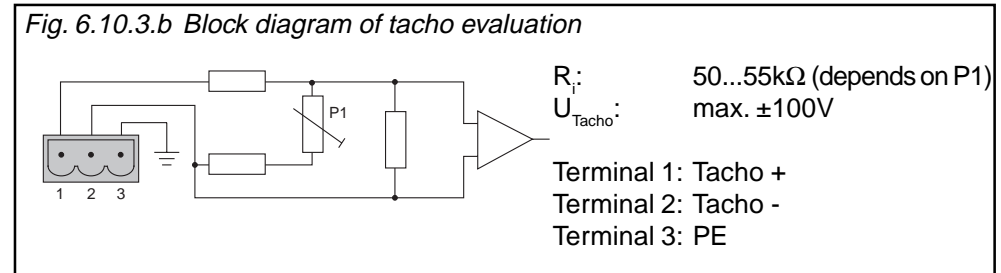 Fig. 6.10.3.b Block diagram of tacho evaluation
Ri: 50...55kΩ (depends on P1)
UTacho: max. ±100V
P1
Terminal 1: Tacho +
1 2 3
Terminal 2: Tacho -
Terminal 3: PE